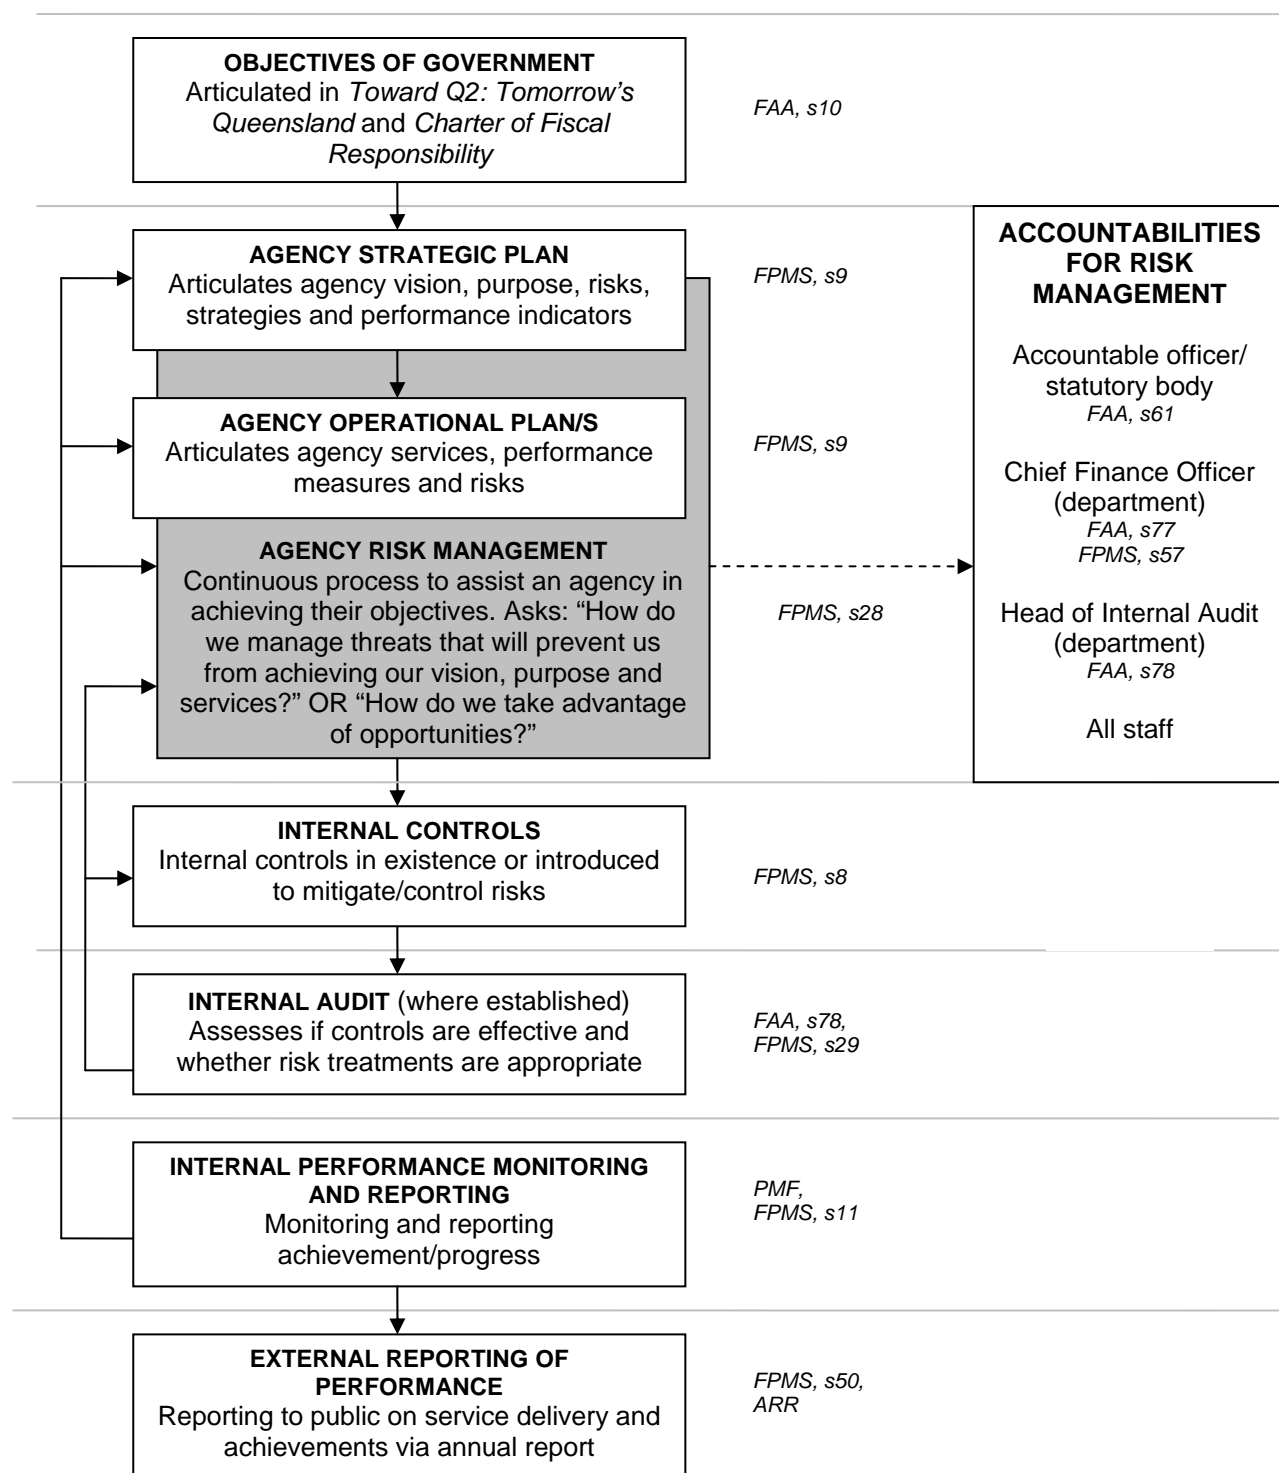 OBJECTIVES OF GOVERNMENT
Articulated in Toward Q2: Tomorrow's
Queensland and Charter of Fiscal
Responsibility
FAA, s10
AGENCY STRATEGIC PLAN
Articulates agency vision, purpose, risks,
strategies and performance indicators
FPMS, s9
AGENCY OPERATIONAL PLAN/S
Articulates agency services, performance
measures and risks
FPMS, s9
AGENCY RISK MANAGEMENT
Continuous process to assist an agency in
achieving their objectives. Asks: “How do
we manage threats that will prevent us
from achieving our vision, purpose and
services?” OR “How do we take advantage
of opportunities?”
FPMS, s28
ACCOUNTABILITIES
FOR RISK
MANAGEMENT
Accountable officer/
statutory body
FAA, s61
Chief Finance Officer
(department)
FAA, s77
FPMS, s57
Head of Internal Audit
(department)
FAA, s78
All staff
INTERNAL CONTROLS
Internal controls in existence or introduced
to mitigate/control risks
FPMS, s8
INTERNAL AUDIT (where established)
Assesses if controls are effective and
whether risk treatments are appropriate
FAA, s78,
FPMS, s29
INTERNAL PERFORMANCE MONITORING
AND REPORTING
Monitoring and reporting
achievement/progress
PMF,
FPMS, s11
EXTERNAL REPORTING OF
PERFORMANCE
Reporting to public on service delivery and
achievements via annual report
FPMS, s50,
ARR